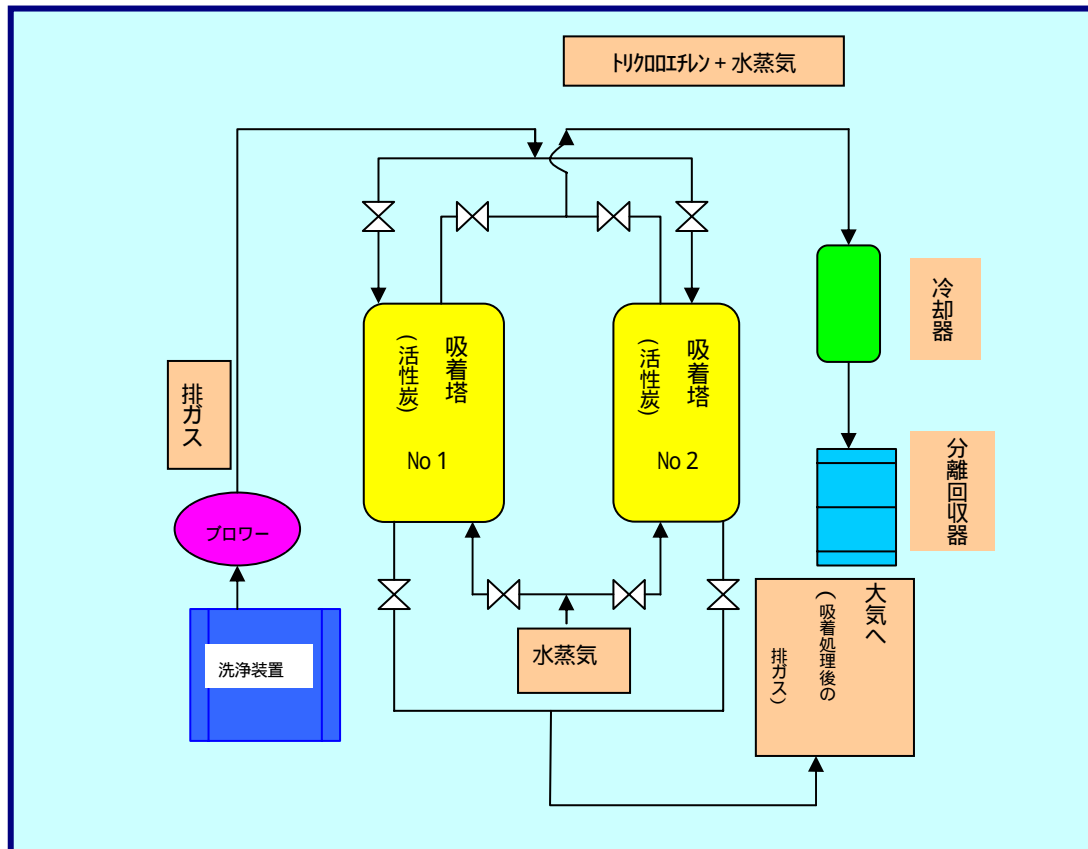 トリクロロエチレン + 水蒸気
吸着塔
(活性炭)
No 1
吸着塔
(活性炭)
No 2
冷却器
排ガス
分離回収器
ブロワー
洗浄装置
水蒸気
大気へ
(吸着処理後の
排ガス)